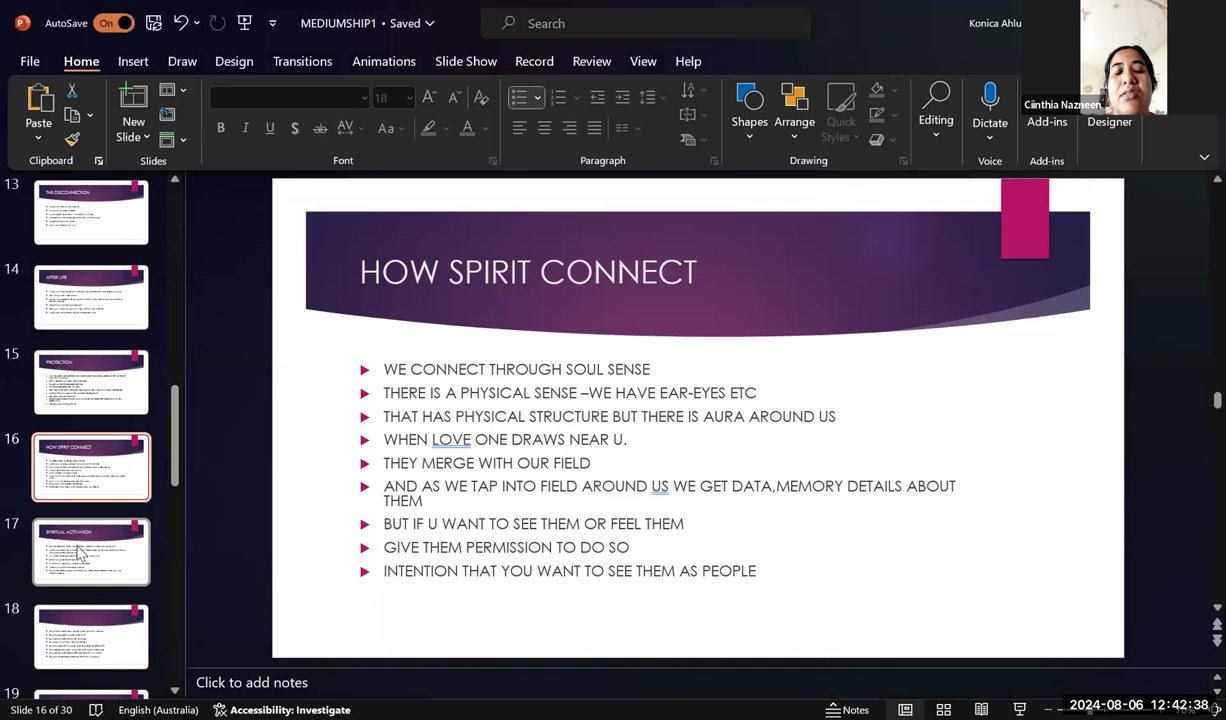 AutoSave On MEDIUMSHIP1 • Saved Search Konica Ahlu
File Home Insert Draw Design Transitions Animations Slide Show Record Review View Help
Ciinthia Nazneen
18
Paste New Slide Shapes Arrange Quick Styles Editing Dictate Add-ins Designer
Clipboard Slides Font Paragraph Drawing Voice Add-ins
13
THE DISCONNECTION
14
AFTER LIFE
15
PROTECTION
16
HOW SPIRIT CONNECT
17
SPIRITUAL ACTIVATION
18
19
HOW SPIRIT CONNECT
WE CONNECT THROUGH SOUL SENSE
THERE IS A PHYSICAL SENSE –WE HAVE EAR-EYES ETC
THAT HAS PHYSICAL STRUCTURE BUT THERE IS AURA AROUND US
WHEN LOVE ONE DRAWS NEAR U.
THEY MERGE WITH OUR FIELD
AND AS WE TAP INTO FIELD AROUND US WE GET DATA,MEMORY DETAILS ABOUT
THEM
BUT IF U WANT TO SEE THEM OR FEEL THEM
GIVE THEM PERMISSION TO DO SO
INTENTION THAT YOU WANT TO SEE THEM AS PEOPLE
Click to add notes
Slide 16 of 30 English (Australia) Accessibility: Investigate Notes
2024-08-06 12:42:38